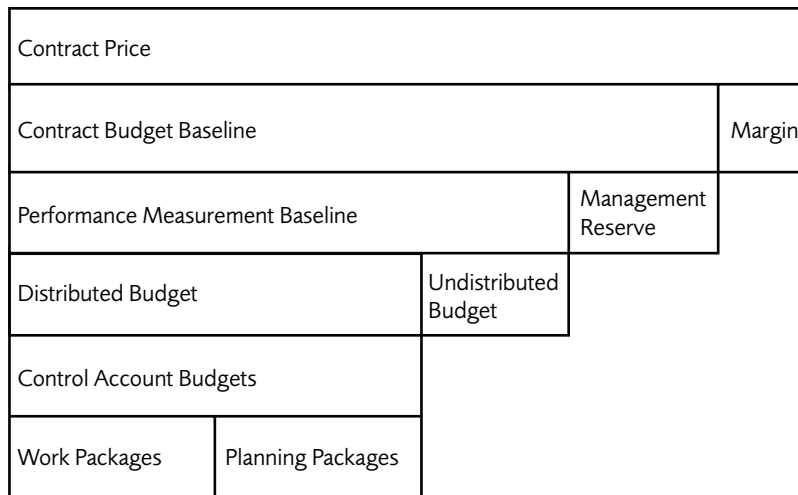 Contract Price
Contract Budget Baseline
Margin
Performance Measurement Baseline
Management
Reserve
Distributed Budget
Undistributed
Budget
Control Account Budgets
Work Packages
Planning Packages